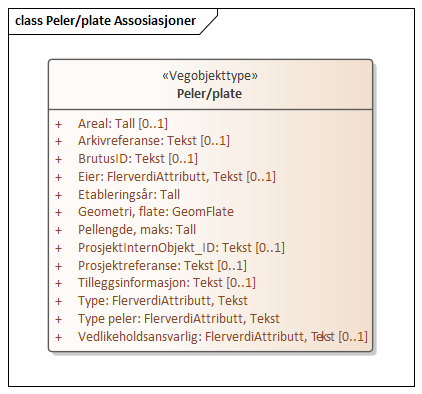 class Peler/plate Assosiasjoner
«Vegobjekttype»
Peler/plate
+ Areal: Tall [0..1]
+ Arkivreferanse: Tekst [0..1]
+ BrutusID: Tekst [0..1]
+ Eier: FlerverdiAttributt, Tekst [0..1]
+ Etableringsår: Tall
+ Geometri, flate: GeomFlate
+ Pellengde, maks: Tall
+ ProsjektInternObjekt_ID: Tekst [0..1]
+ Prosjektreferanse: Tekst [0..1]
+ Tilleggsinformasjon: Tekst [0..1]
+ Type: FlerverdiAttributt, Tekst
+ Type peler: FlerverdiAttributt, Tekst
+ Vedlikeholdsansvarlig: FlerverdiAttributt, Tekst [0..1]